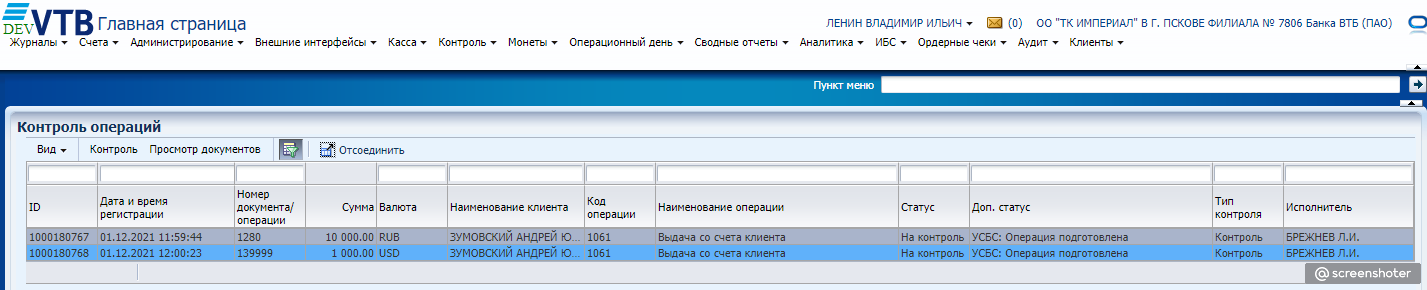 DEV VTB Главная страница
ЛЕНИН ВЛАДИМИР ИЛЬИЧ (0) ОО "ТК ИМПЕРИАЛ" В Г. ПСКОВЕ ФИЛИАЛА № 7806 Банка ВТБ (ПАО)
Журналы Счета Администрирование Внешние интерфейсы Касса Контроль Монеты Операционный день Сводные отчеты Аналитика ИБС Ордерные чеки Аудит Клиенты
Пункт меню
Контроль операций
Вид Контроль Просмотр документов Отсоединить
ID Дата и время регистрации Номер документа/операции Сумма Валюта Наименование клиента Код операции Наименование операции Статус Доп. статус Тип контроля Исполнитель
1000180767 01.12.2021 11:59:44 1280 10 000.00 RUB ЗУМОВСКИЙ АНДРЕЙ Ю... 1061 Выдача со счета клиента На контроль УСБС: Операция подготовлена Контроль БРЕЖНЕВ Л.И.
1000180768 01.12.2021 12:00:23 139999 1 000.00 USD ЗУМОВСКИЙ АНДРЕЙ Ю... 1061 Выдача со счета клиента На контроль УСБС: Операция подготовлена Контроль БРЕЖНЕВ Л.И.
@screenshoter